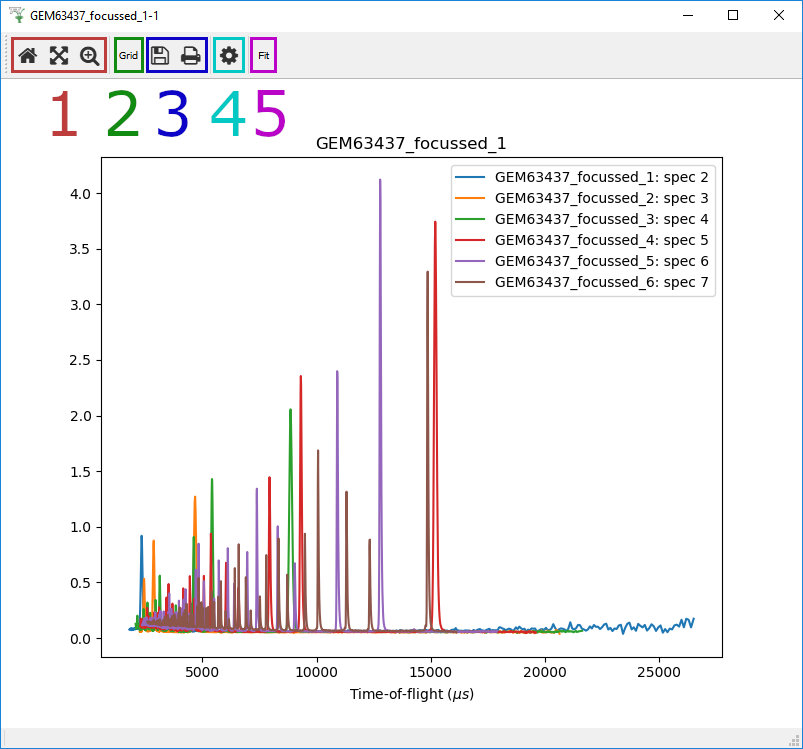 GEM63437_focussed_1-1
Grid Fit
1 2 3 4 5
GEM63437_focussed_1
GEM63437_focussed_1: spec 2
GEM63437_focussed_2: spec 3
GEM63437_focussed_3: spec 4
GEM63437_focussed_4: spec 5
GEM63437_focussed_5: spec 6
GEM63437_focussed_6: spec 7
4.0
3.5
3.0
2.5
2.0
1.5
1.0
0.5
0.0
5000 10000 15000 20000 25000
Time-of-flight (μs)